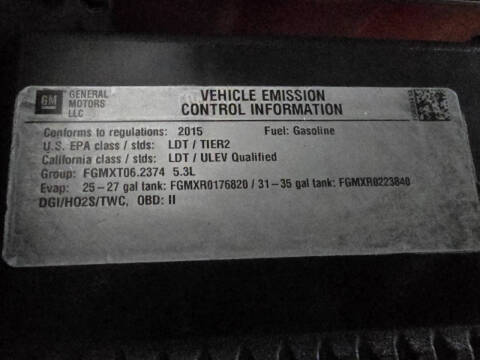 GM
GENERAL
MOTORS
LLC
VEHICLE EMISSION
CONTROL INFORMATION
Conforms to regulations: 2015 Fuel: Gasoline
U.S. EPA class / stds: LDT / TIER2
California class / stds: LDT / ULEV Qualified
Group: FGMXT06.2374 5.3L
Evap: 25-27 gal tank: FGMXR0176820 / 31-35 gal tank: FGMXR0223840
DGI/HO2S/TWC, OBD: II